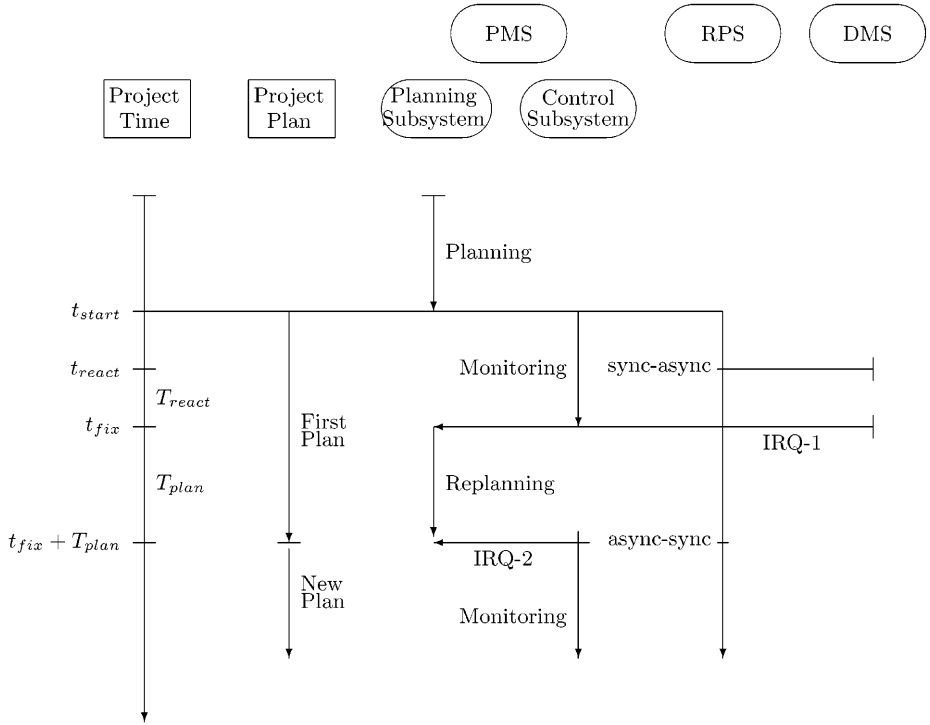 PMS
RPS
DMS
Project
Time
Project
Plan
Planning
Subsystem
Control
Subsystem
Planning
t_start
t_react
Monitoring
sync-async
T_react
t_fix
First
Plan
IRQ-1
T_plan
Replanning
t_fix + T_plan
async-sync
IRQ-2
New
Plan
Monitoring